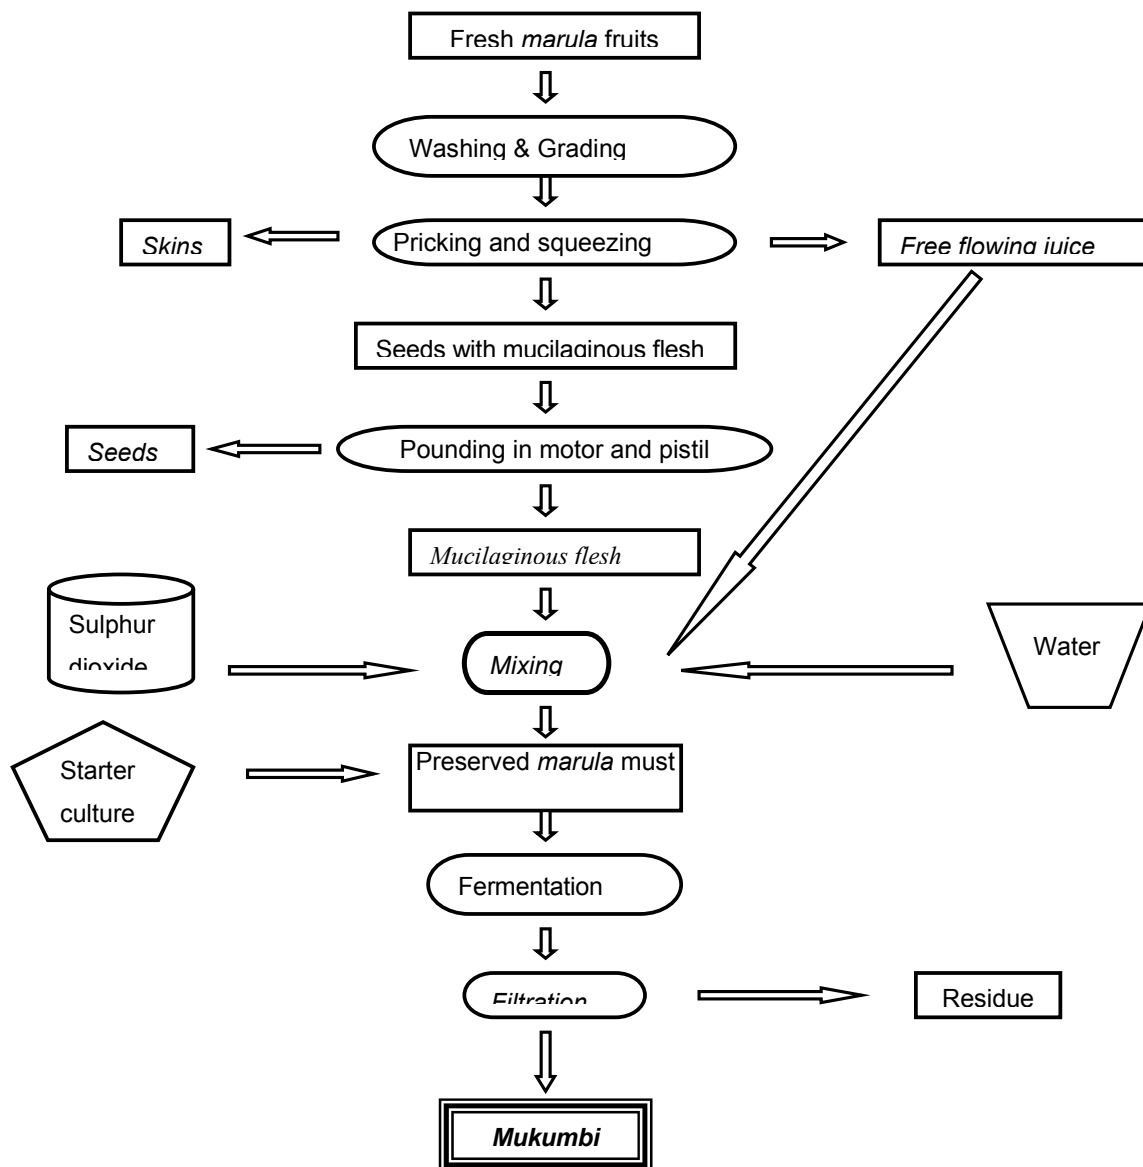 Fresh marula fruits
Washing & Grading
Skins
Pricking and squeezing
Free flowing juice
Seeds with mucilaginous flesh
Seeds
Pounding in motor and pistil
Mucilaginous flesh
Sulphur
dioxide
Mixing
Water
Starter
culture
Preserved marula must
Fermentation
Filtration
Residue
Mukumbi